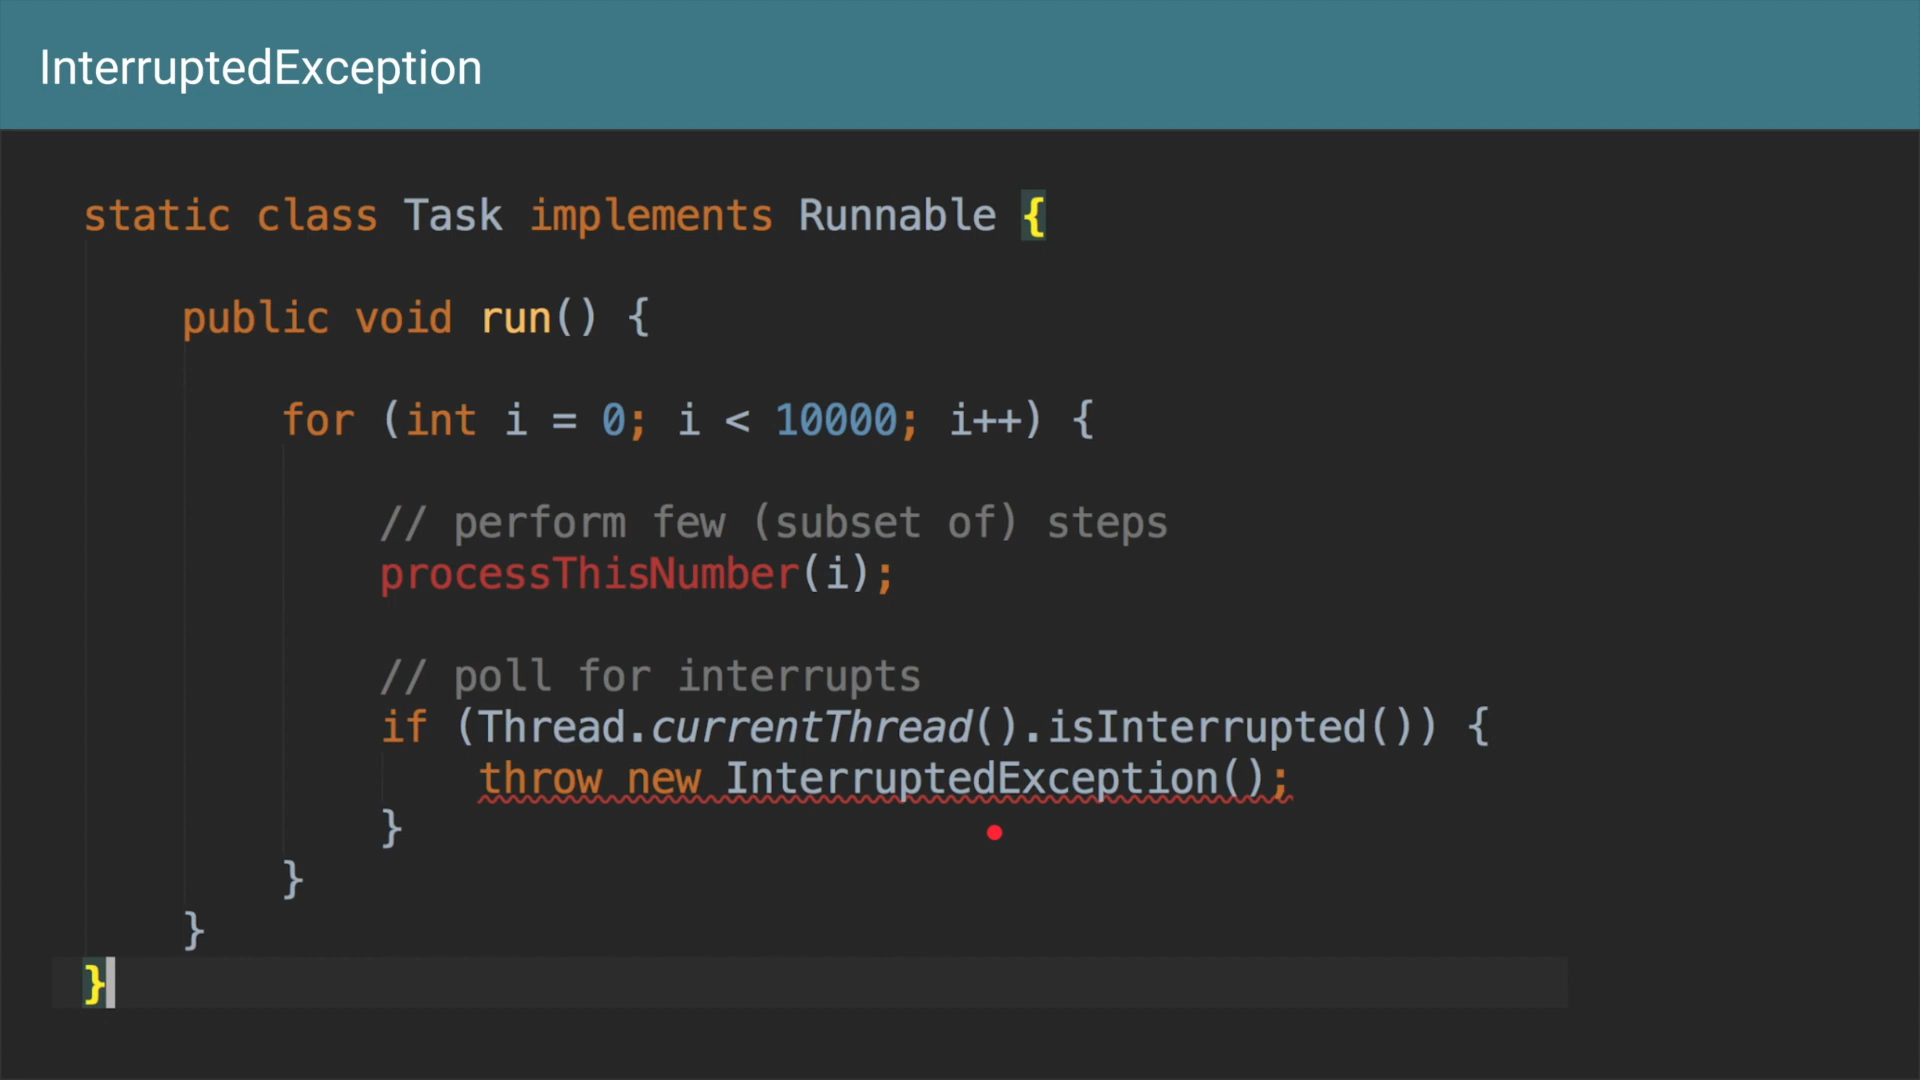 InterruptedException
static class Task implements Runnable {
public void run() {
for (int i = 0; i < 10000; i++) {
// perform few (subset of) steps
processThisNumber(i);
// poll for interrupts
if (Thread.currentThread().isInterrupted()) {
throw new InterruptedException();
}
}
}
}